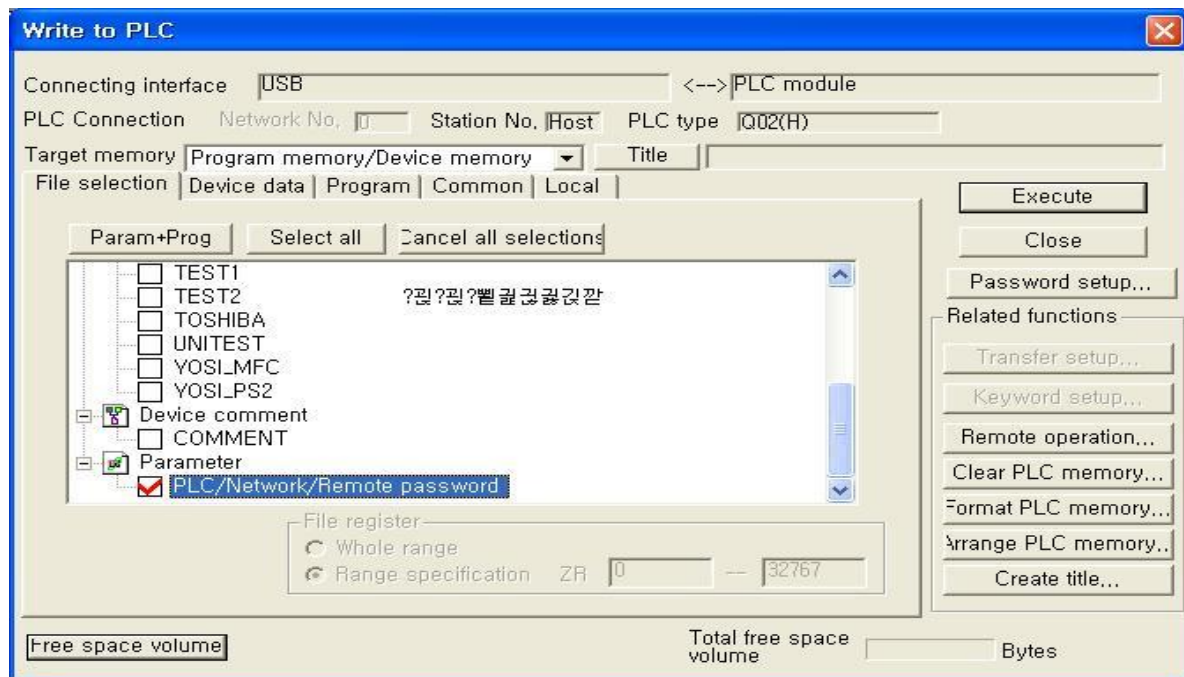 Write to PLC
Connecting interface USB <--> PLC module
PLC Connection Network No. 0 Station No. Host PLC type Q02(H)
Target memory Program memory/Device memory Title
File selection Device data Program Common Local
Execute
Param+Prog Select all Cancel all selections
Close
TEST1
Password setup...
TEST2
TOSHIBA
Related functions
UNITEST
Transfer setup...
YOSI_MFC
YOSI_PS2
Keyword setup...
Device comment
COMMENT
Remote operation...
Parameter
Clear PLC memory...
PLC/Network/Remote password
Format PLC memory...
File register
Whole range
Arrange PLC memory..
Range specification ZR 0 -- 32767
Create title...
Free space volume
Total free space
volume
Bytes